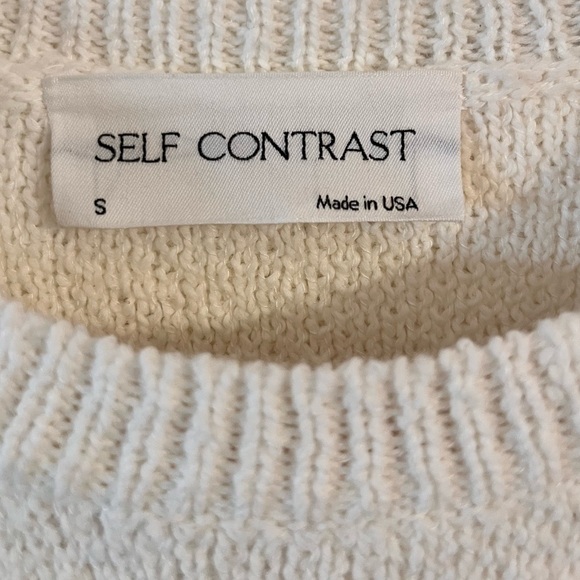 SELF CONTRAST
S Made in USA